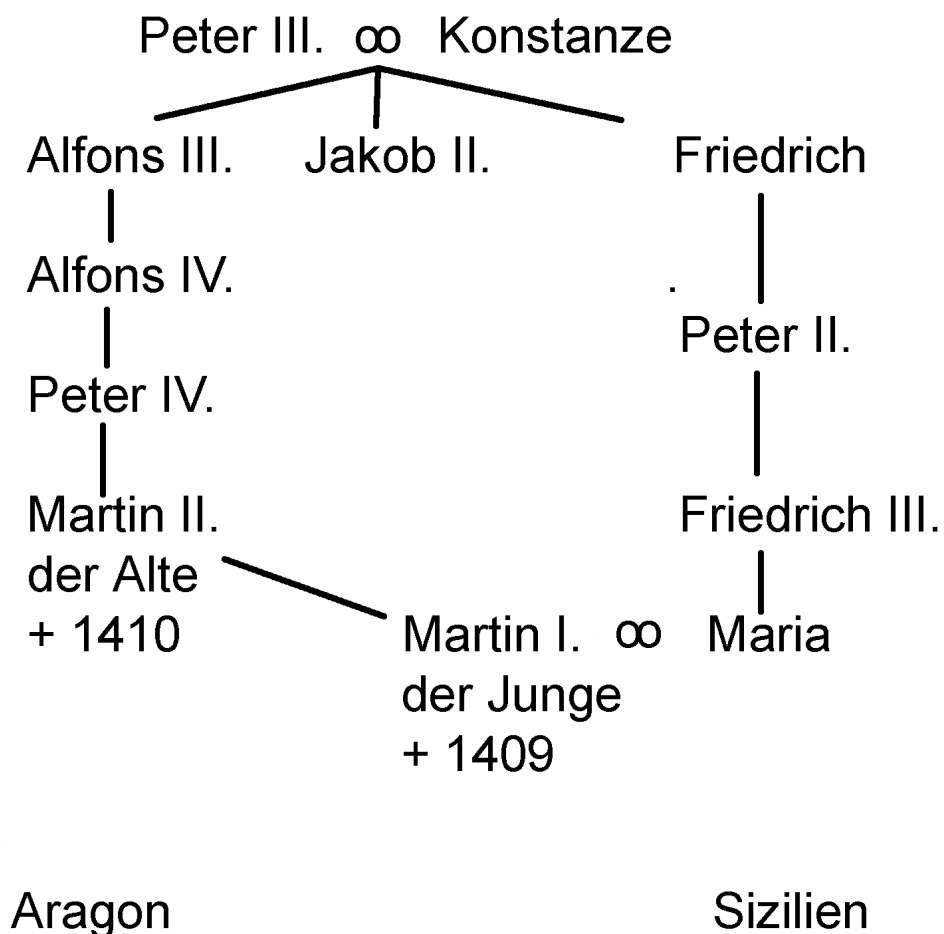 Peter III. ∞ Konstanze
Alfons III. Jakob II. Friedrich
Alfons IV. .
Peter II.
Peter IV.
Martin II. Friedrich III.
der Alte
+ 1410 Martin I. ∞ Maria
der Junge
+ 1409
Aragon Sizilien